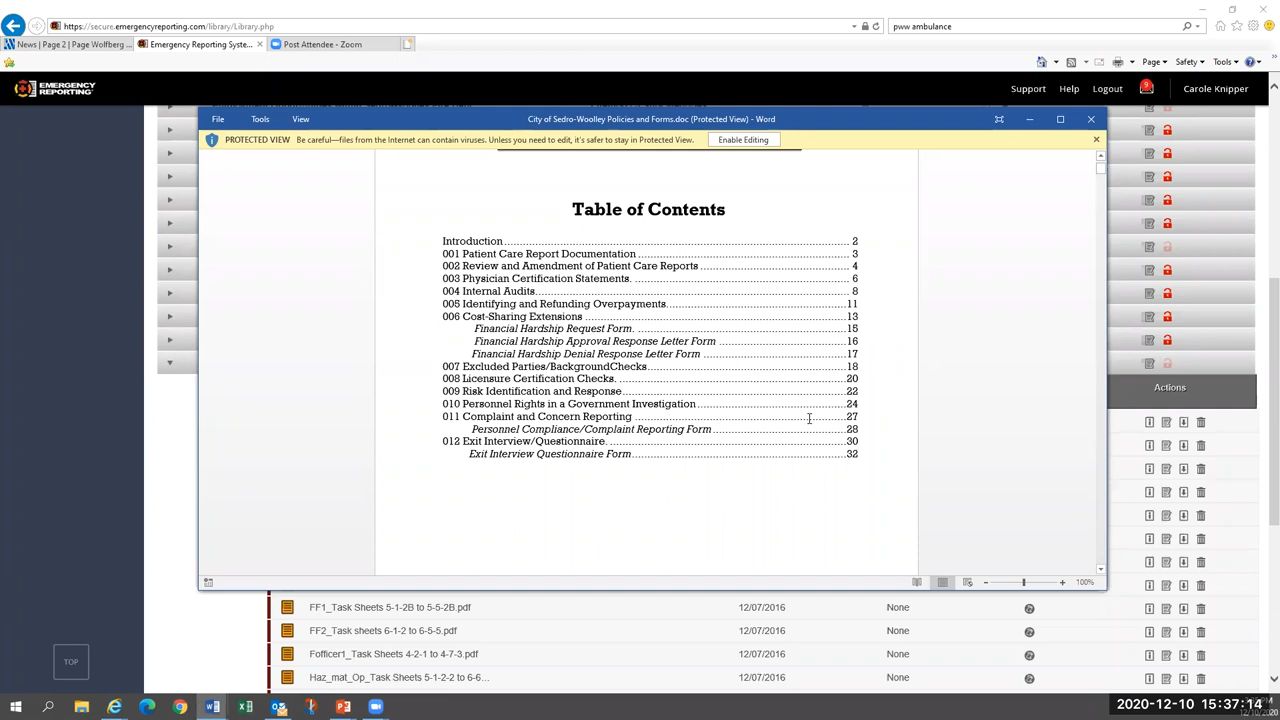 https://secure.emergencyreporting.com/library/Library.php
pww ambulance
News | Page 2 | Page Wolfberg ...
Emergency Reporting Syste...
Post Attendee - Zoom
Page
Safety
Tools
EMERGENCY
REPORTING
Support
Help
9
Logout
Carole Knipper
File
Tools
View
City of Sedro-Woolley Policies and Forms.doc (Protected View) - Word
PROTECTED VIEW Be careful—files from the Internet can contain viruses. Unless you need to edit, it's safer to stay in Protected View.
Enable Editing
Table of Contents
Introduction 2
001 Patient Care Report Documentation 3
002 Review and Amendment of Patient Care Reports 4
003 Physician Certification Statements. 6
004 Internal Audits 8
005 Identifying and Refunding Overpayments 11
006 Cost-Sharing Extensions 13
Financial Hardship Request Form. 15
Financial Hardship Approval Response Letter Form 16
Financial Hardship Denial Response Letter Form 17
007 Excluded Parties/BackgroundChecks 18
008 Licensure Certification Checks. 20
009 Risk Identification and Response 22
010 Personnel Rights in a Government Investigation 24
011 Complaint and Concern Reporting 27
Personnel Compliance/Complaint Reporting Form 28
012 Exit Interview/Questionnaire. 30
Exit Interview Questionnaire Form 32
Actions
100%
FF1_Task Sheets 5-1-2B to 5-5-2B.pdf 12/07/2016 None
FF2_Task sheets 6-1-2 to 6-5-5.pdf 12/07/2016 None
Fofficer1_Task Sheets 4-2-1 to 4-7-3.pdf 12/07/2016 None
Haz_mat_Op_Task Sheets 5-1-2-2 to 6-6... 12/07/2016 None
TOP
2020-12-10 15:37:14